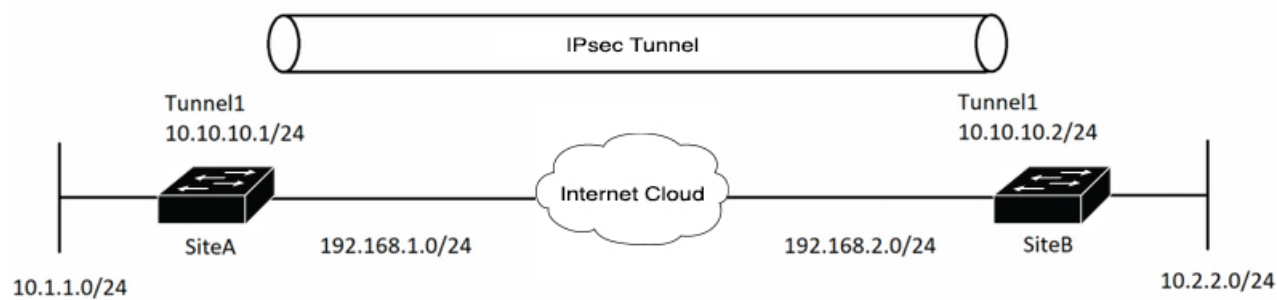 IPsec Tunnel
Tunnel1
10.10.10.1/24
Tunnel1
10.10.10.2/24
Internet Cloud
SiteA
192.168.1.0/24
192.168.2.0/24
SiteB
10.1.1.0/24
10.2.2.0/24